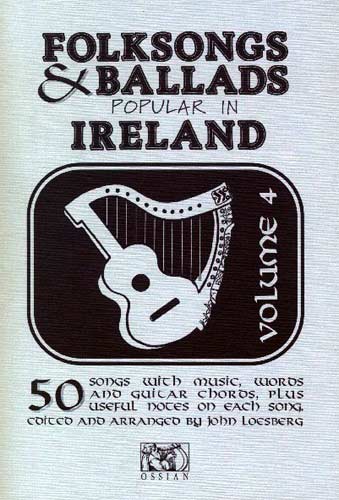 FOLKSONGS
& BALLADS
POPULAR IN
IRELAND
VOLUME 4
50 SONGS WITH MUSIC, WORDS
AND GUITAR CHORDS, PLUS
USEFUL NOTES ON EACH SONG.
EDITED AND ARRANGED BY JOHN LOESBERG
OSSIAN